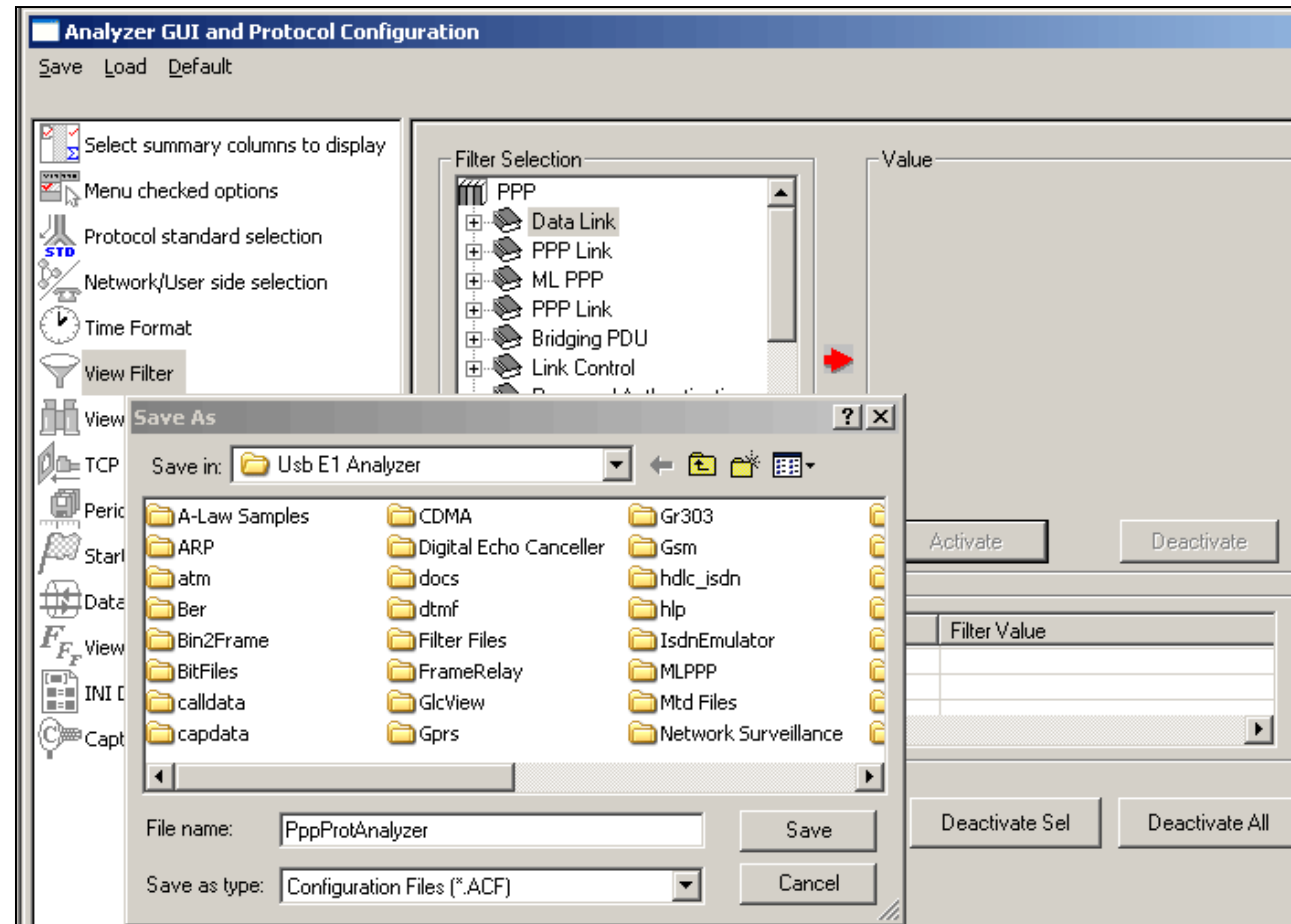 Analyzer GUI and Protocol Configuration
Save Load Default
Select summary columns to display
Menu checked options
STD
Protocol standard selection
Network/User side selection
Time Format
View Filter
View
TCP
Data
View
Filter Selection
PPP
Data Link
PPP Link
ML PPP
PPP Link
Bridging PDU
Link Control
Value
Activate
Deactivate
Filter Value
Deactivate Sel
Deactivate All
Save As
Save in: Usb E1 Analyzer
A-Law Samples
ARP
atm
Ber
Bin2Frame
BitFiles
calldata
capdata
CDMA
Digital Echo Canceller
docs
dtmf
Filter Files
FrameRelay
GlcView
Gprs
Gr303
Gsm
hdlc_isdn
hlp
IsdnEmulator
MLPPP
Mtd Files
Network Surveillance
File name: PppProtAnalyzer
Save
Save as type: Configuration Files (*.ACF)
Cancel